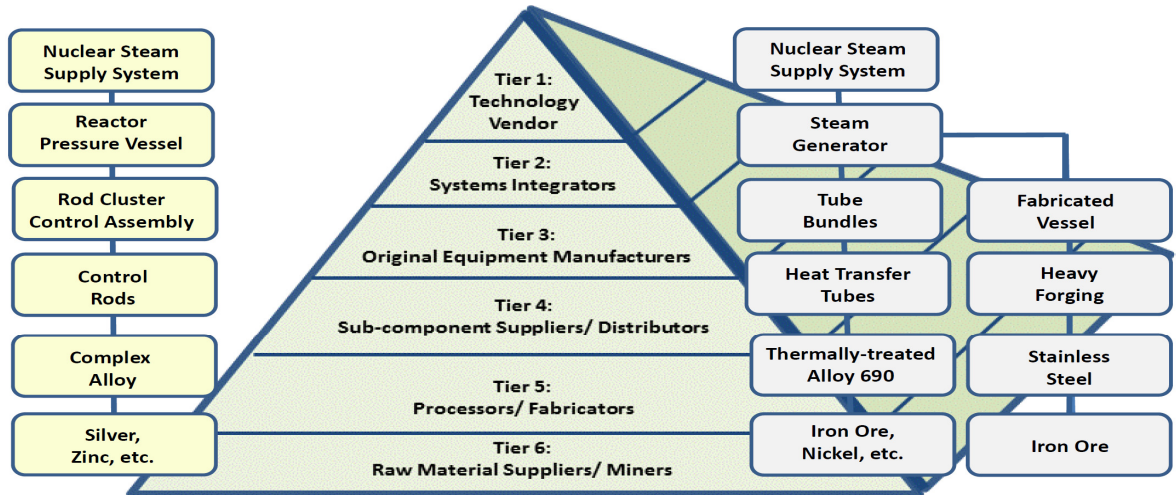 Nuclear Steam
Supply System
Reactor
Pressure Vessel
Rod Cluster
Control Assembly
Control
Rods
Complex
Alloy
Silver,
Zinc, etc.
Tier 1:
Technology
Vendor
Tier 2:
Systems Integrators
Tier 3:
Original Equipment Manufacturers
Tier 4:
Sub-component Suppliers/ Distributors
Tier 5:
Processors/ Fabricators
Tier 6:
Raw Material Suppliers/ Miners
Nuclear Steam
Supply System
Steam
Generator
Tube
Bundles
Heat Transfer
Tubes
Thermally-treated
Alloy 690
Iron Ore,
Nickel, etc.
Fabricated
Vessel
Heavy
Forging
Stainless
Steel
Iron Ore